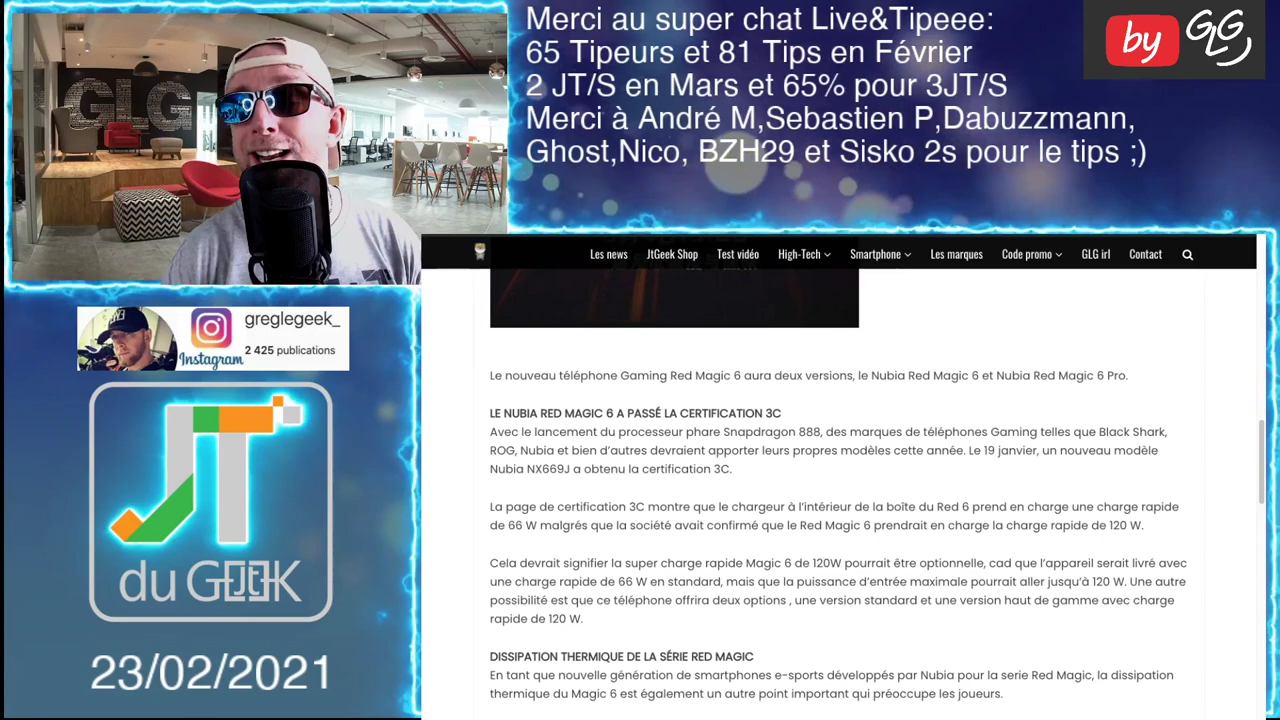 Merci au super chat Live&Tipeee:
65 Tipeurs et 81 Tips en Février
2 JT/S en Mars et 65% pour 3JT/S
Merci à André M,Sebastien P,Dabuzzmann,
Ghost,Nico, BZH29 et Sisko 2s pour le tips ;)
by GLG
GLG
greglegeek_
Instagram
2 425 publications
JT
du GEEK
23/02/2021
Les news JtGeek Shop Test vidéo High-Tech Smartphone Les marques Code promo GLG irl Contact
Le nouveau téléphone Gaming Red Magic 6 aura deux versions, le Nubia Red Magic 6 et Nubia Red Magic 6 Pro.
LE NUBIA RED MAGIC 6 A PASSÉ LA CERTIFICATION 3C
Avec le lancement du processeur phare Snapdragon 888, des marques de téléphones Gaming telles que Black Shark,
ROG, Nubia et bien d'autres devraient apporter leurs propres modèles cette année. Le 19 janvier, un nouveau modèle
Nubia NX669J a obtenu la certification 3C.
La page de certification 3C montre que le chargeur à l'intérieur de la boîte du Red 6 prend en charge une charge rapide
de 66 W malgrés que la société avait confirmé que le Red Magic 6 prendrait en charge la charge rapide de 120 W.
Cela devrait signifier la super charge rapide Magic 6 de 120W pourrait être optionnelle, cad que l'appareil serait livré avec
une charge rapide de 66 W en standard, mais que la puissance d'entrée maximale pourrait aller jusqu'à 120 W. Une autre
possibilité est que ce téléphone offrira deux options , une version standard et une version haut de gamme avec charge
rapide de 120 W.
DISSIPATION THERMIQUE DE LA SÉRIE RED MAGIC
En tant que nouvelle génération de smartphones e-sports développés par Nubia pour la serie Red Magic, la dissipation
thermique du Magic 6 est également un autre point important qui préoccupe les joueurs.